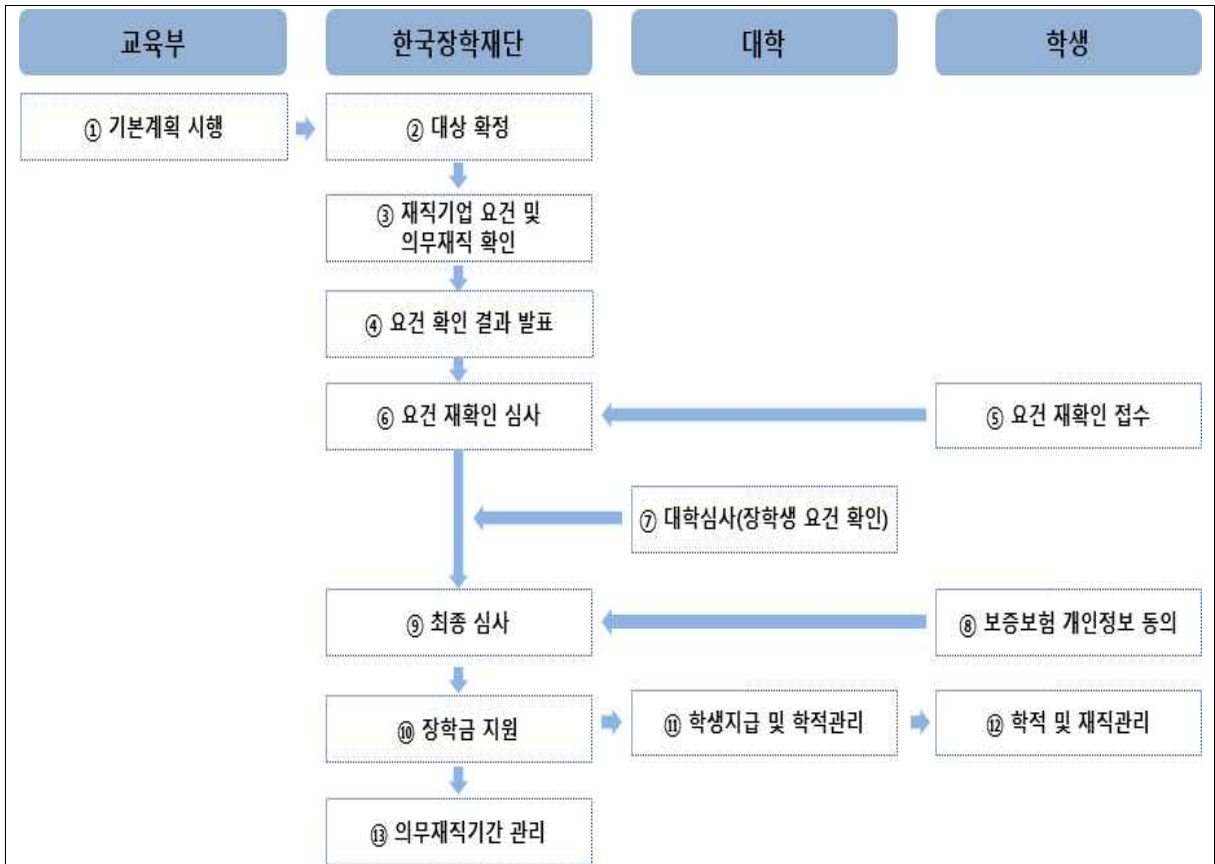 교육부
한국장학재단
대학
학생
① 기본계획 시행
② 대상 확정
③ 재직기업 요건 및
의무재직 확인
④ 요건 확인 결과 발표
⑥ 요건 재확인 심사
⑤ 요건 재확인 접수
⑦ 대학심사(장학생 요건 확인)
⑨ 최종 심사
⑧ 보증보험 개인정보 동의
⑩ 장학금 지원
⑪ 학생지급 및 학적관리
⑫ 학적 및 재직관리
⑬ 의무재직기간 관리